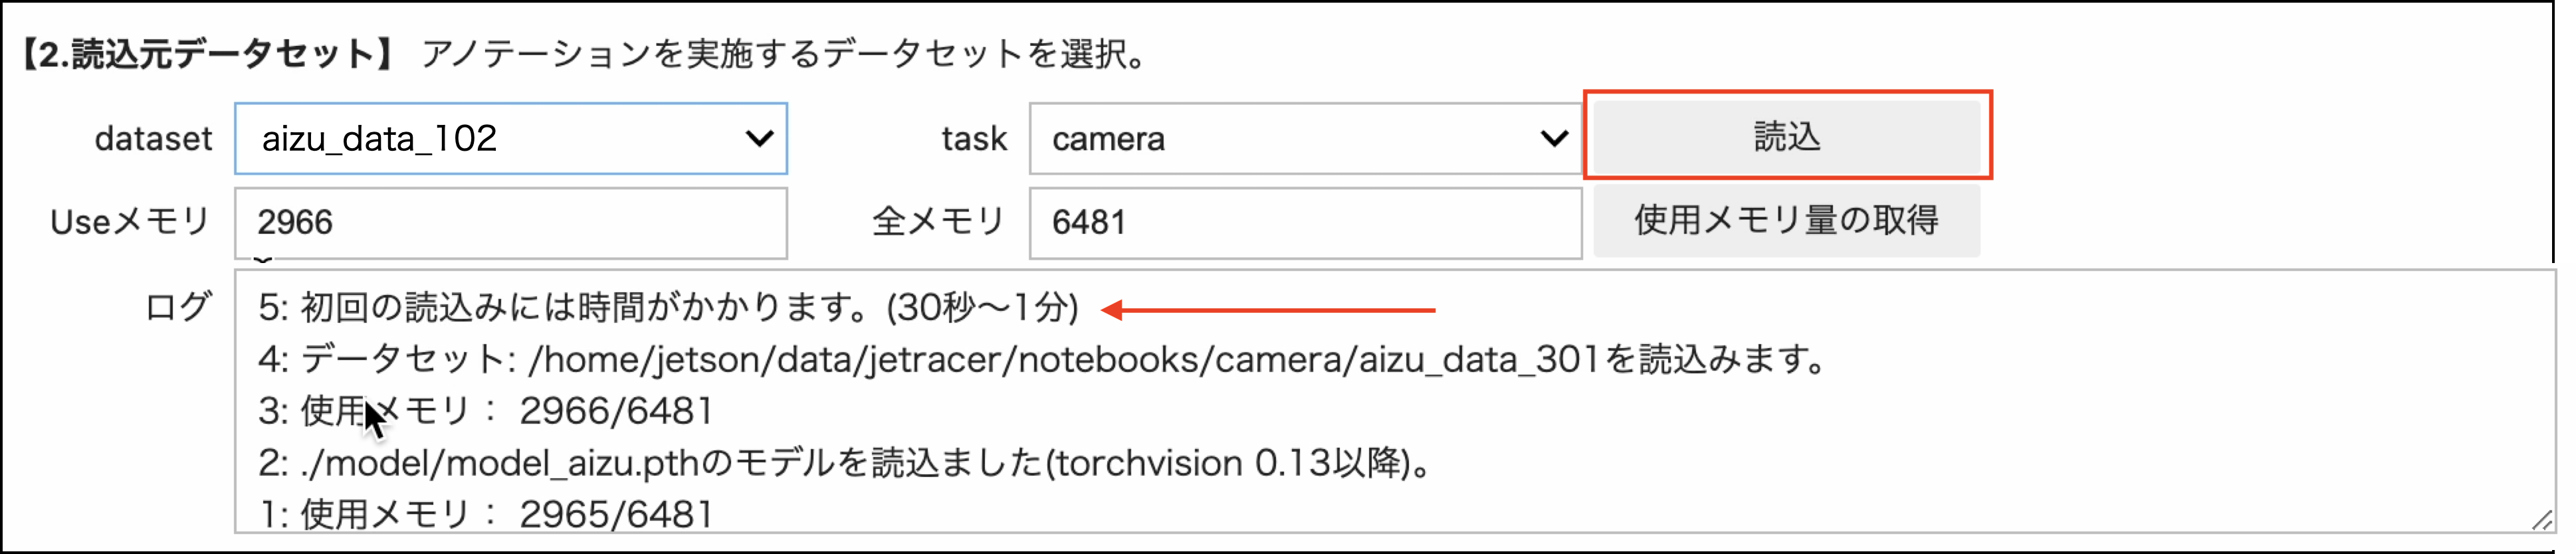 【2.読込元データセット】 アノテーションを実施するデータセットを選択。
dataset aizu_data_102 task camera 読込
Useメモリ 2966 全メモリ 6481 使用メモリ量の取得
ログ 5: 初回の読込みには時間がかかります。(30秒〜1分)
4: データセット: /home/jetson/data/jetracer/notebooks/camera/aizu_data_301を読込みます。
3: 使用メモリ： 2966/6481
2: ./model/model_aizu.pthのモデルを読込ました(torchvision 0.13以降)。
1: 使用メモリ： 2965/6481